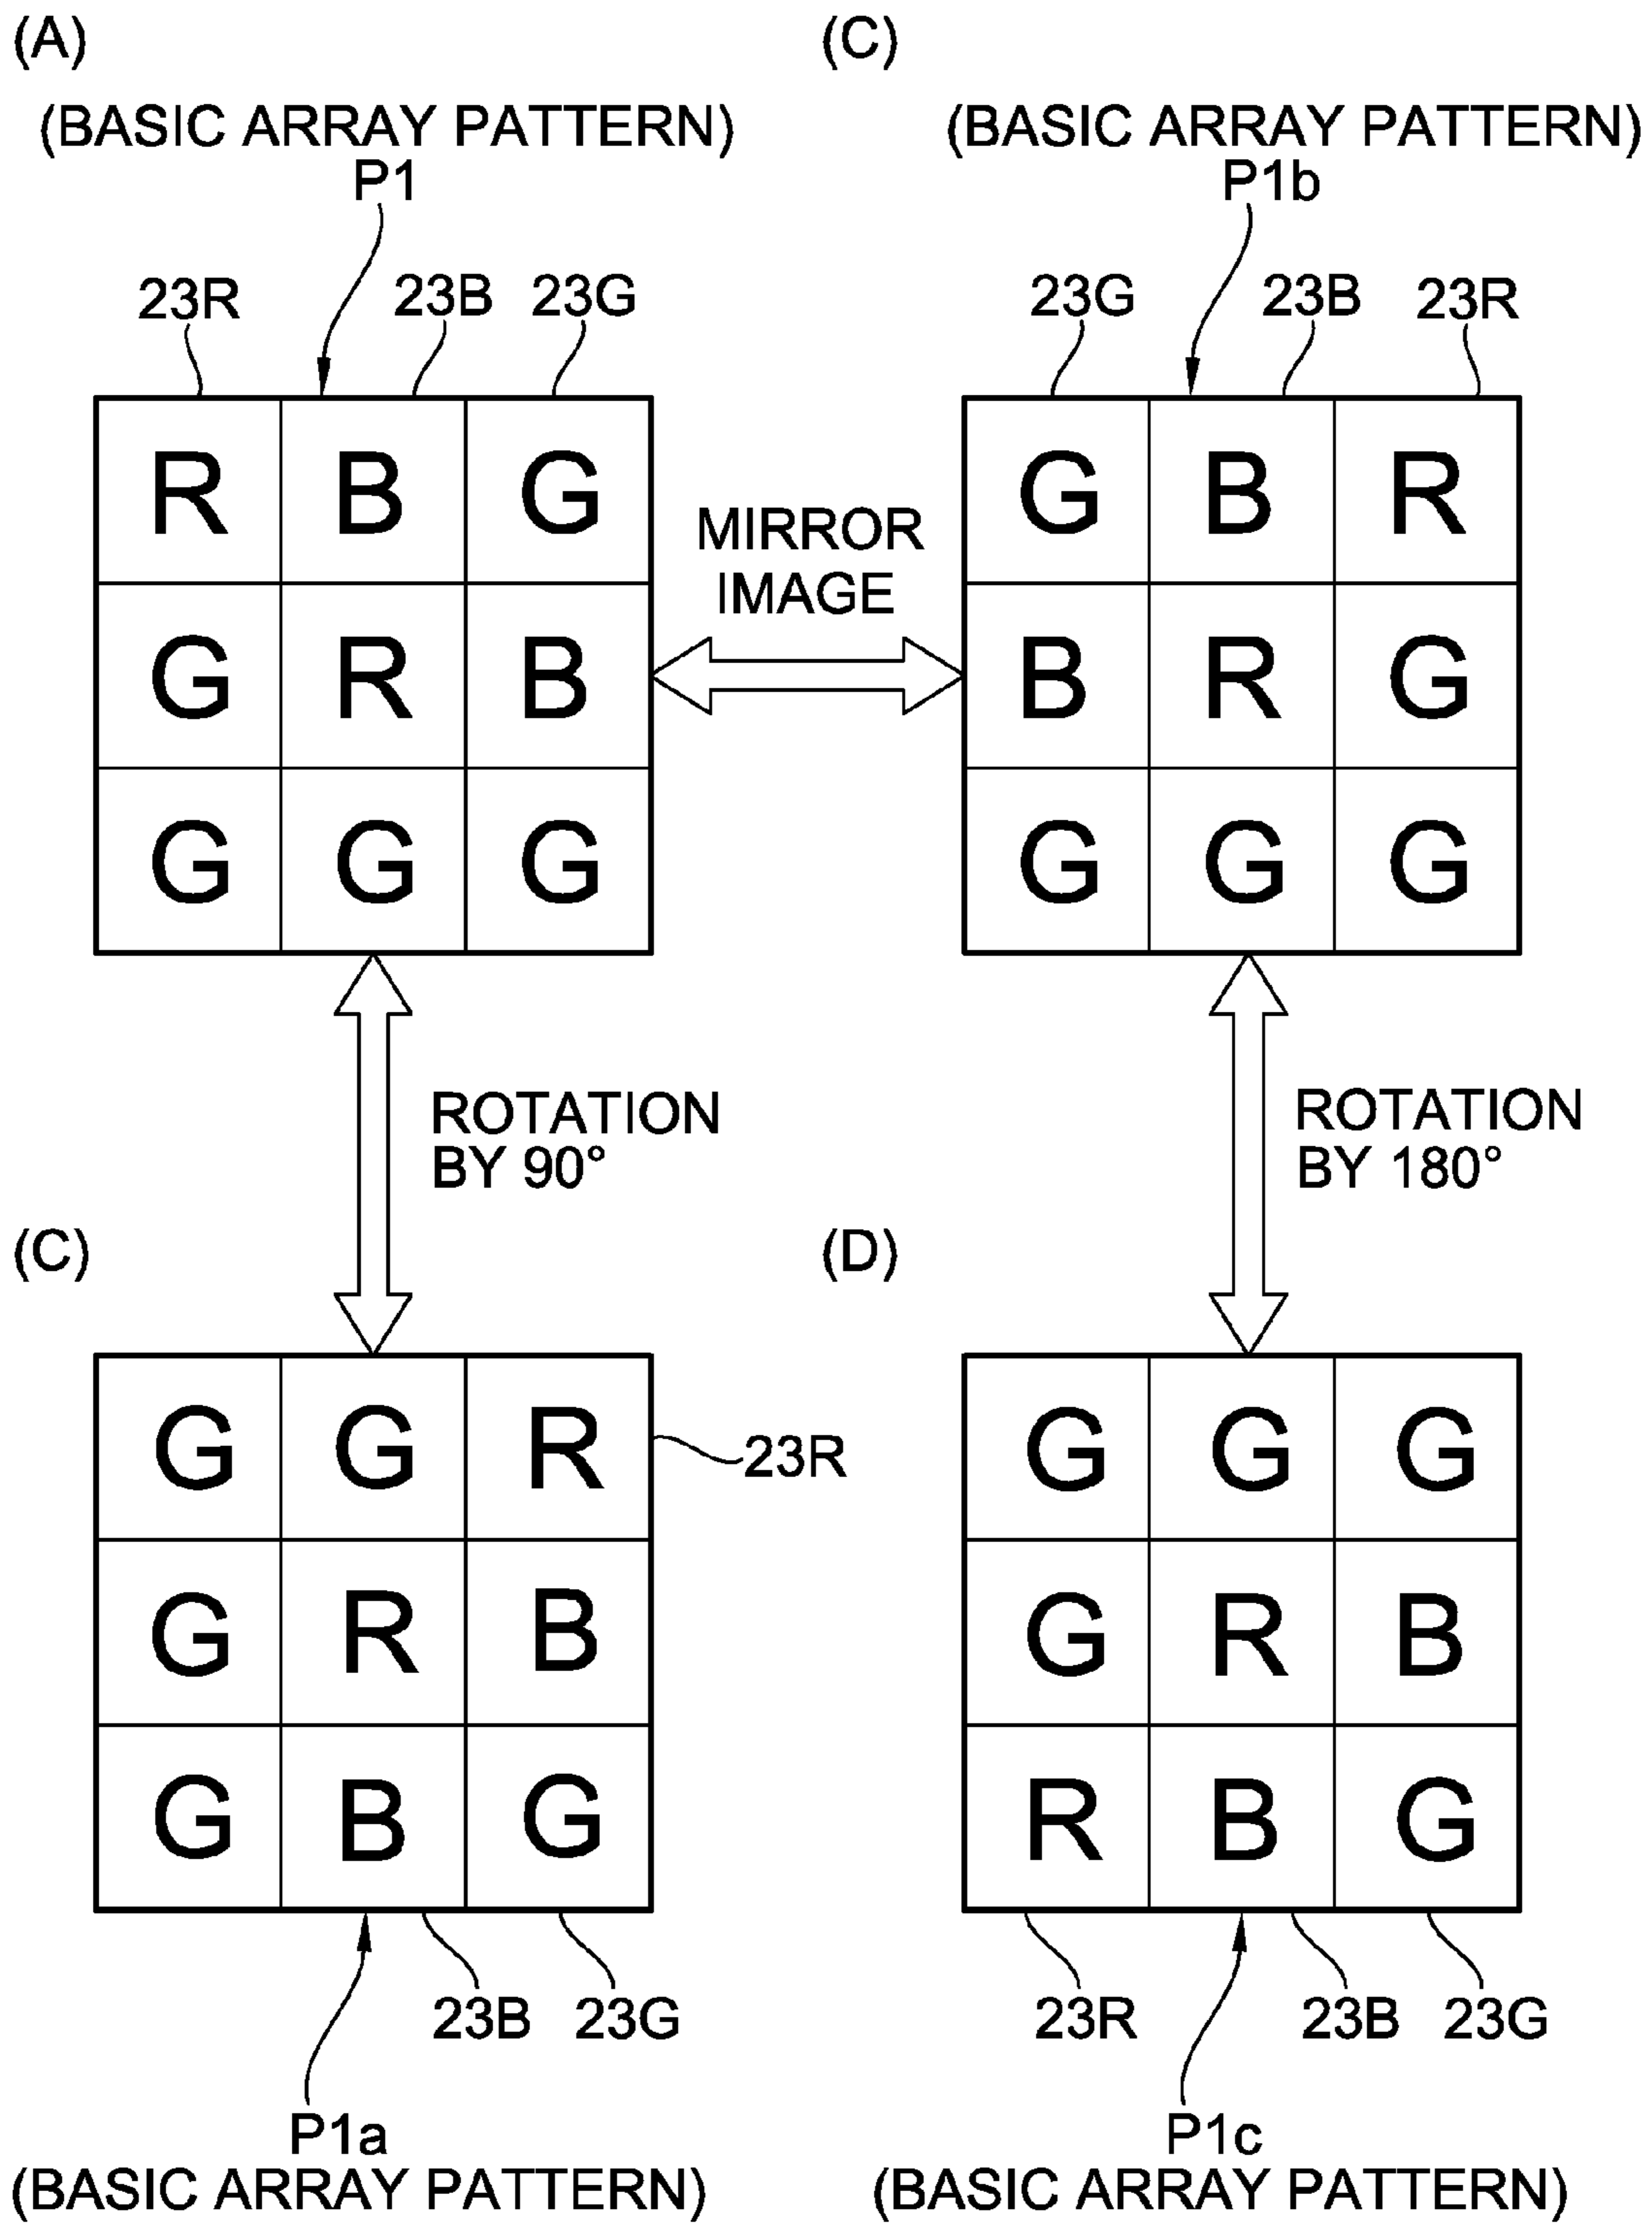 (A)
(BASIC ARRAY PATTERN)
P1
23R 23B 23G
R B G
G R B
G G G
MIRROR
IMAGE
(C)
(BASIC ARRAY PATTERN)
P1b
23G 23B 23R
G B R
B R G
G G G
ROTATION
BY 90°
ROTATION
BY 180°
(C)
G G R
23R
G R B
G B G
23B 23G
P1a
(BASIC ARRAY PATTERN)
(D)
G G G
G R B
R B G
23R 23B 23G
P1c
(BASIC ARRAY PATTERN)